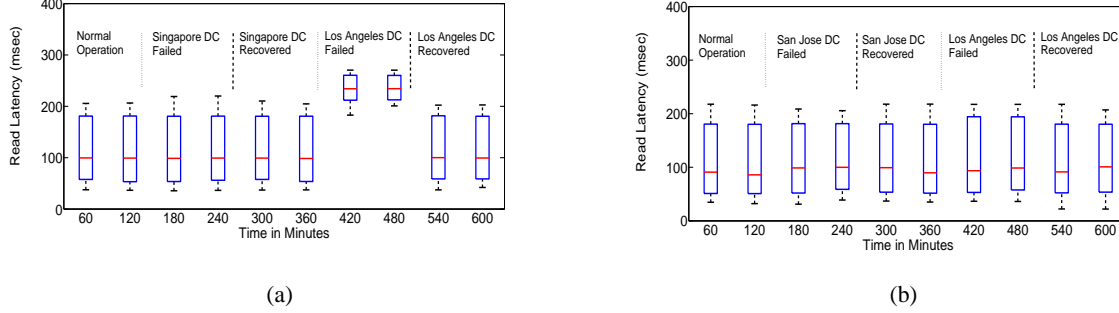 400
300
200
100
0
Read Latency (msec)
Normal
Operation
Singapore DC
Failed
Singapore DC
Recovered
Los Angeles DC
Failed
Los Angeles DC
Recovered
60 120 180 240 300 360 420 480 540 600
Time in Minutes
(a)
400
300
200
100
0
Read Latency (msec)
Normal
Operation
San Jose DC
Failed
San Jose DC
Recovered
Los Angeles DC
Failed
Los Angeles DC
Recovered
60 120 180 240 300 360 420 480 540 600
Time in Minutes
(b)